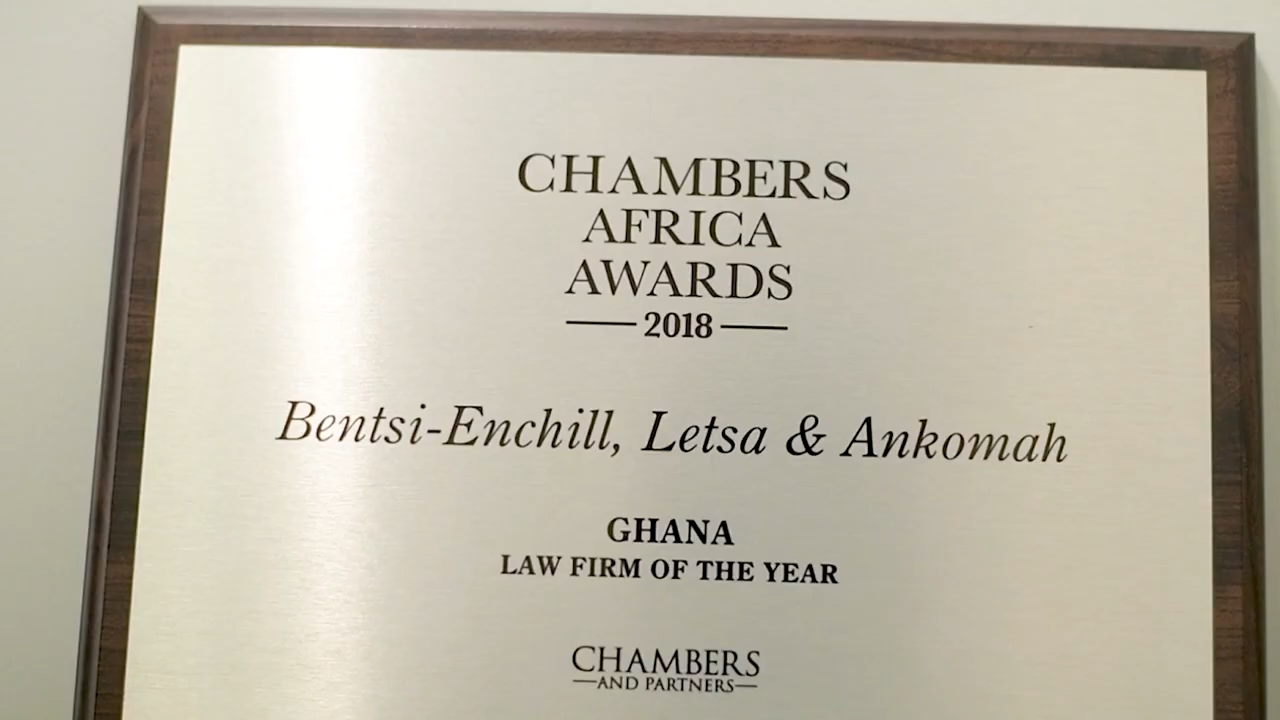 CHAMBERS
AFRICA
AWARDS
2018
Bentsi-Enchill, Letsa & Ankomah
GHANA
LAW FIRM OF THE YEAR
CHAMBERS
AND PARTNERS